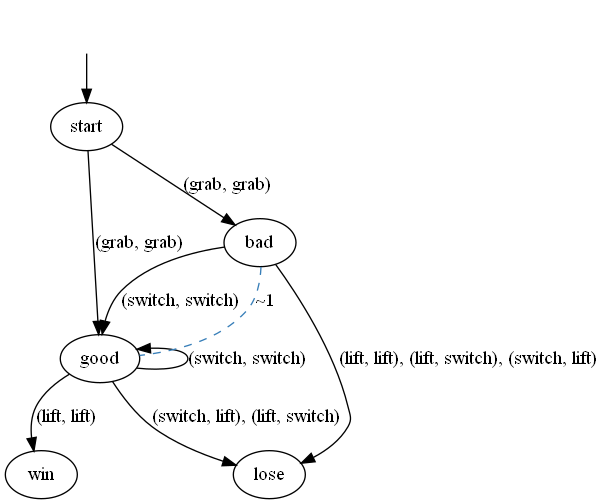 start
(grab, grab)
(grab, grab)
bad
(switch, switch)
~1
good
(switch, switch)
(lift, lift), (lift, switch), (switch, lift)
(lift, lift)
(switch, lift), (lift, switch)
win
lose